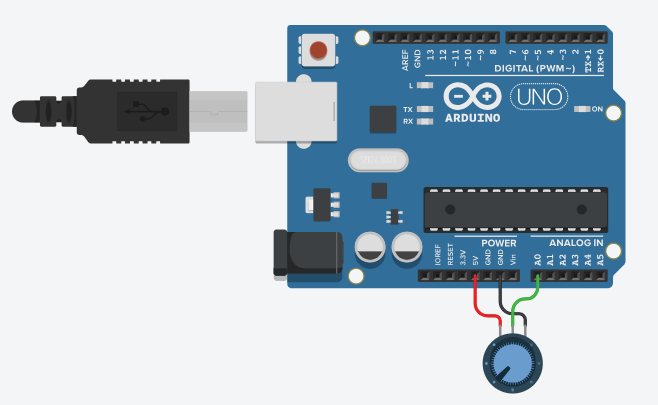 AREF
GND
13
12
~11
~10
~9
8
7
~6
~5
4
~3
2
TX→1
RX←0
DIGITAL (PWM~)
L
TX
RX
ARDUINO
UNO
ON
POWER
ANALOG IN
IOREF
RESET
3.3V
5V
GND
GND
Vin
A0
A1
A2
A3
A4
A5